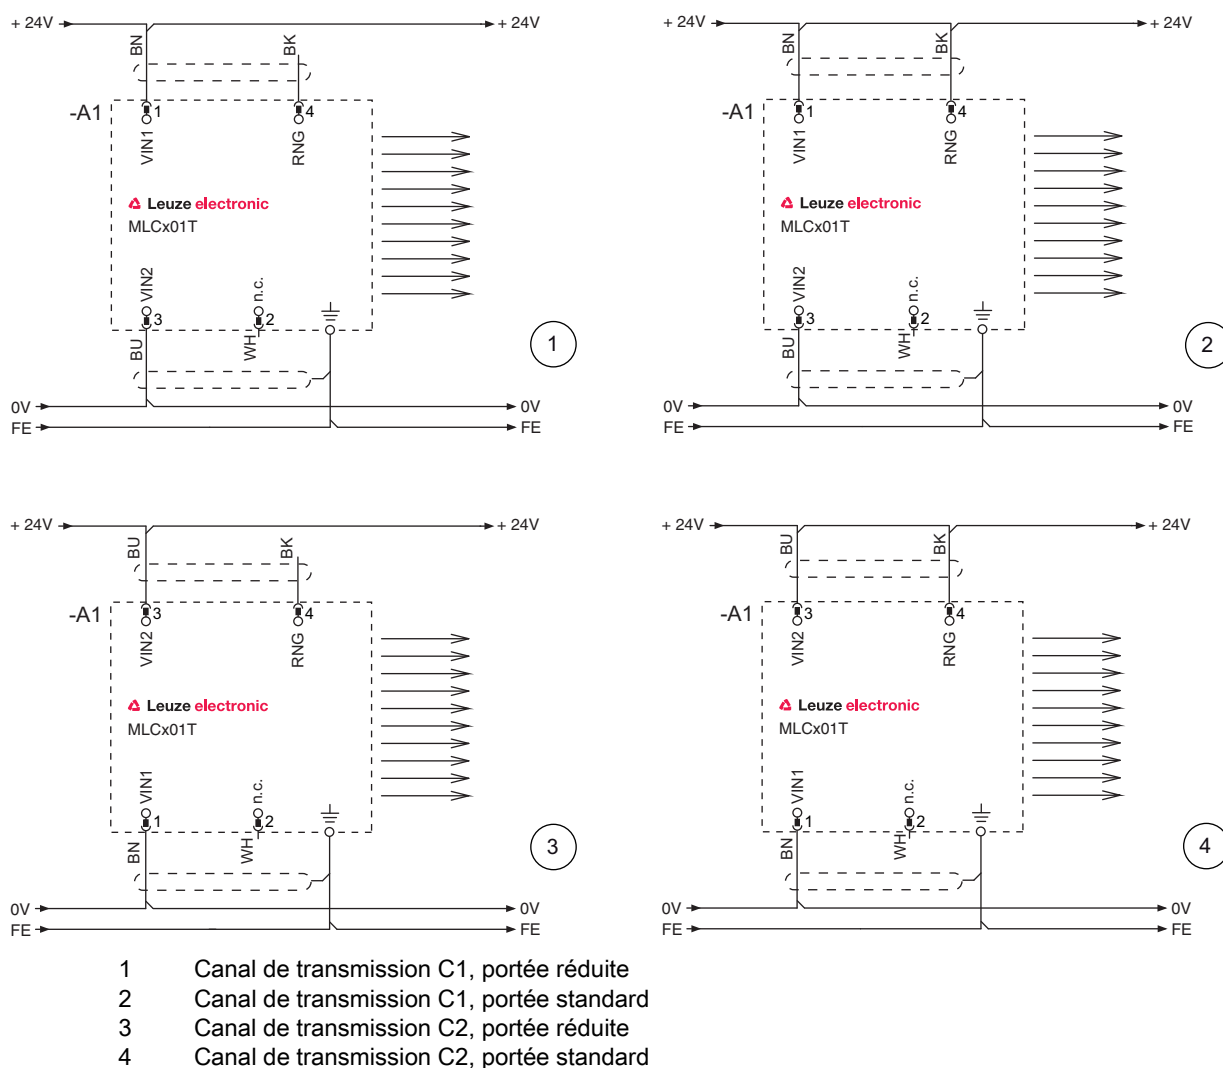 + 24V
+ 24V
BN
BK
-A1
1
4
VIN1
RNG
Leuze electronic
MLCx01T
VIN2
n.c.
3
2
BU
WH
1
0V
0V
FE
FE
+ 24V
+ 24V
BN
BK
-A1
1
4
VIN1
RNG
Leuze electronic
MLCx01T
VIN2
n.c.
3
2
BU
WH
2
0V
0V
FE
FE
+ 24V
+ 24V
BU
BK
-A1
3
4
VIN2
RNG
Leuze electronic
MLCx01T
VIN1
n.c.
1
2
BN
WH
3
0V
0V
FE
FE
+ 24V
+ 24V
BU
BK
-A1
3
4
VIN2
RNG
Leuze electronic
MLCx01T
VIN1
n.c.
1
2
BN
WH
4
0V
0V
FE
FE
1 Canal de transmission C1, portée réduite
2 Canal de transmission C1, portée standard
3 Canal de transmission C2, portée réduite
4 Canal de transmission C2, portée standard